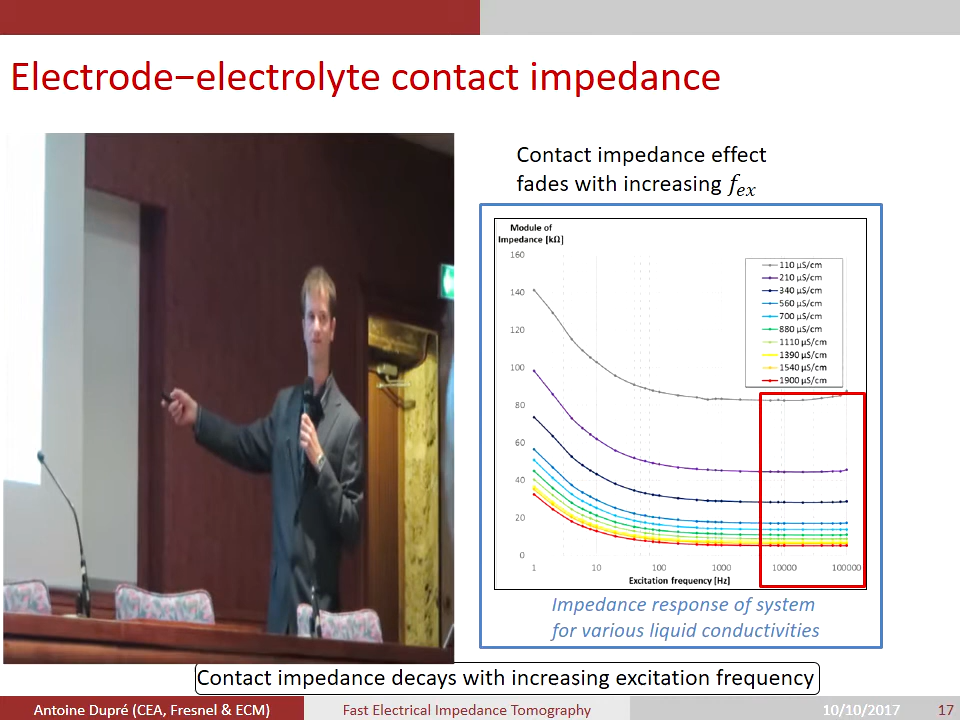 Electrode−electrolyte contact impedance
Contact impedance effect
fades with increasing fex
Module of
Impedance [kΩ]
160
140
120
100
80
60
40
20
0
1
10
100
1000
10000
100000
Excitation frequency [Hz]
110 µS/cm
210 µS/cm
340 µS/cm
560 µS/cm
700 µS/cm
880 µS/cm
1110 µS/cm
1390 µS/cm
1540 µS/cm
1900 µS/cm
Impedance response of system
for various liquid conductivities
Contact impedance decays with increasing excitation frequency
Antoine Dupré (CEA, Fresnel & ECM)
Fast Electrical Impedance Tomography
10/10/2017
17